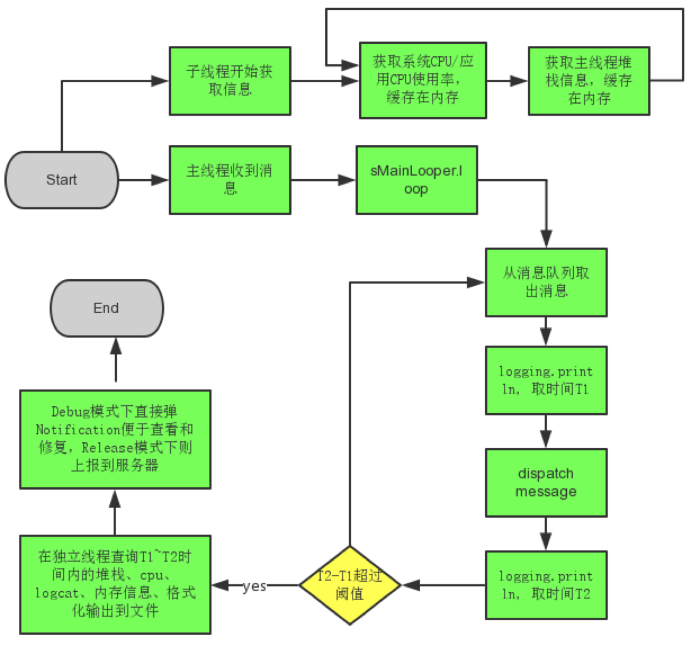 子线程开始获
取信息
获取系统CPU/应
用CPU使用率，
缓存在内存
获取主线程堆
栈信息，缓存
在内存
Start
主线程收到消
息
sMainLooper.l
oop
从消息队列取
出消息
End
logging.print
ln, 取时间T1
Debug模式下直接弹
Notification便于查看和
修复，Release模式下则
上报到服务器
dispatch
message
在独立线程查询T1~T2时
间内的堆栈、cpu、
logcat、内存信息、格式
化输出到文件
yes
T2-T1超过
阈值
logging.print
ln, 取时间T2